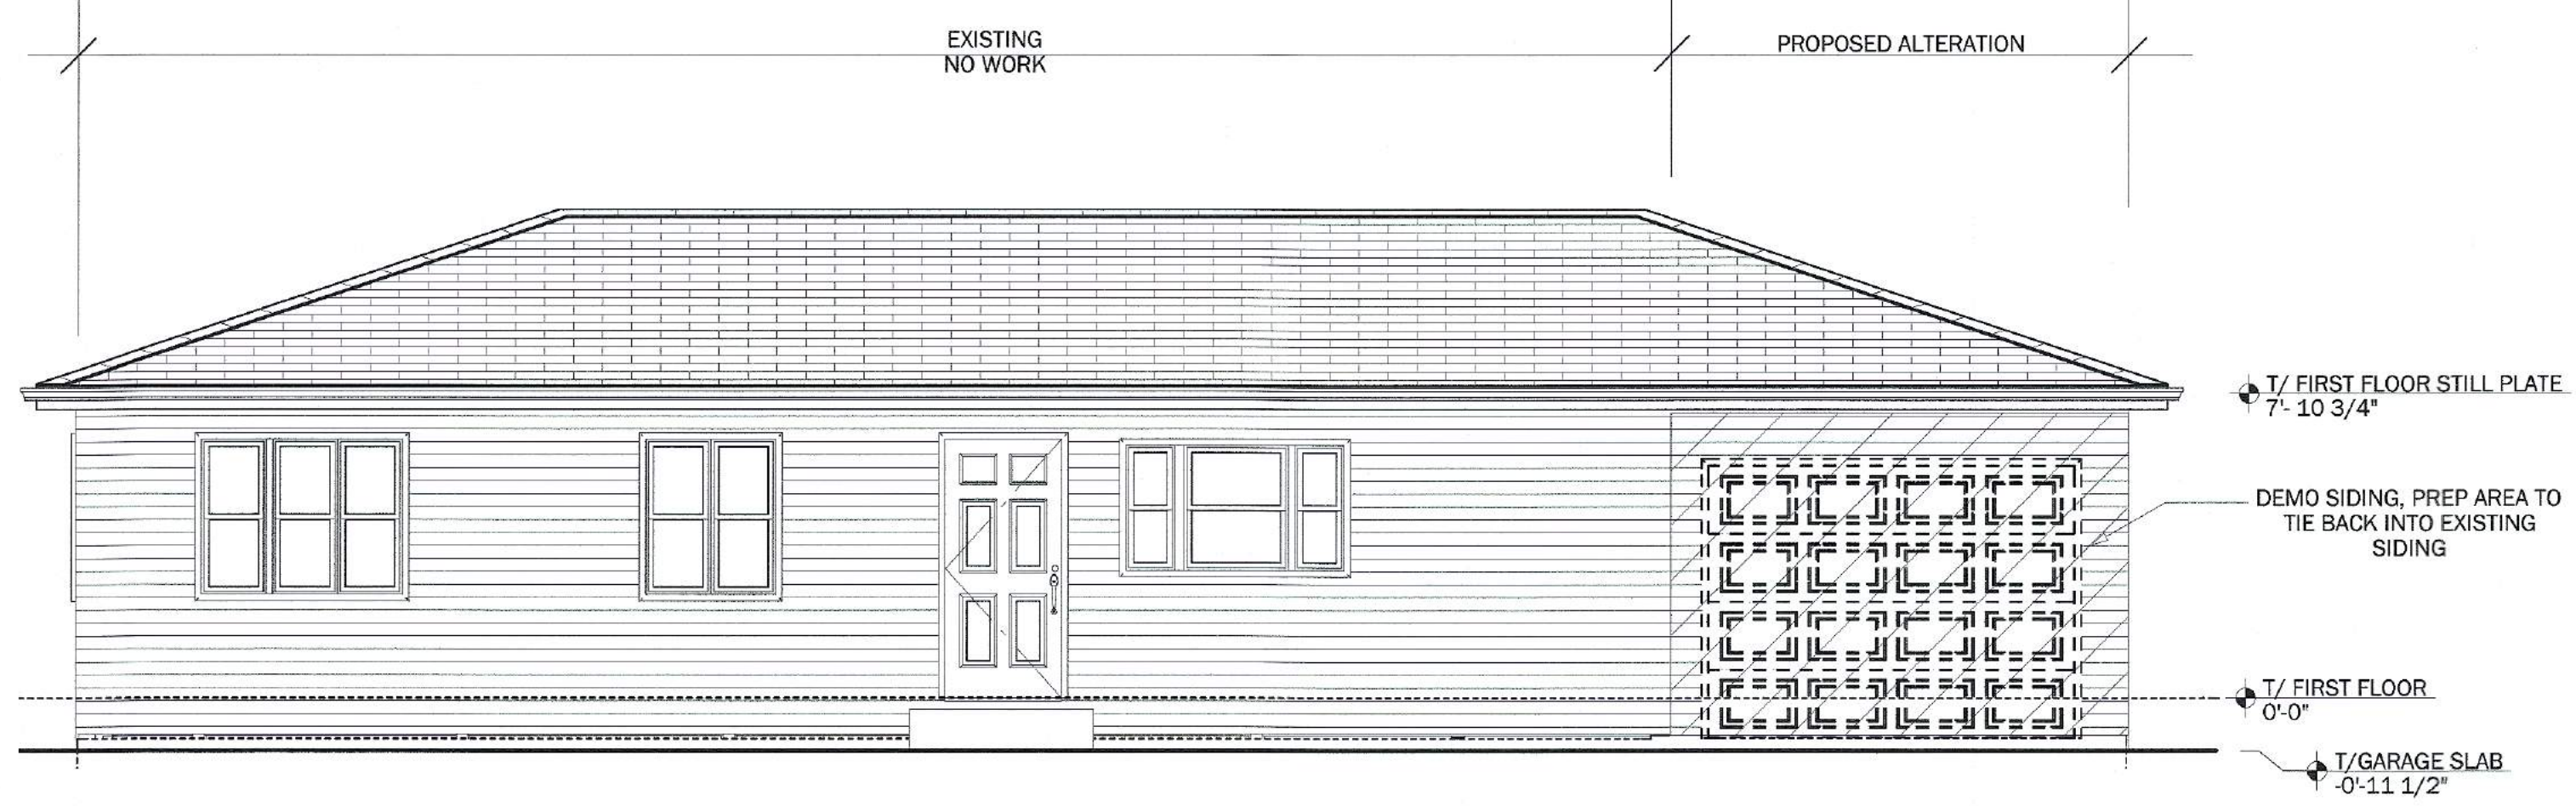 EXISTING
NO WORK
PROPOSED ALTERATION
T/ FIRST FLOOR STILL PLATE
7'- 10 3/4"
DEMO SIDING, PREP AREA TO
TIE BACK INTO EXISTING
SIDING
T/ FIRST FLOOR
0'-0"
T/GARAGE SLAB
-0'-11 1/2"